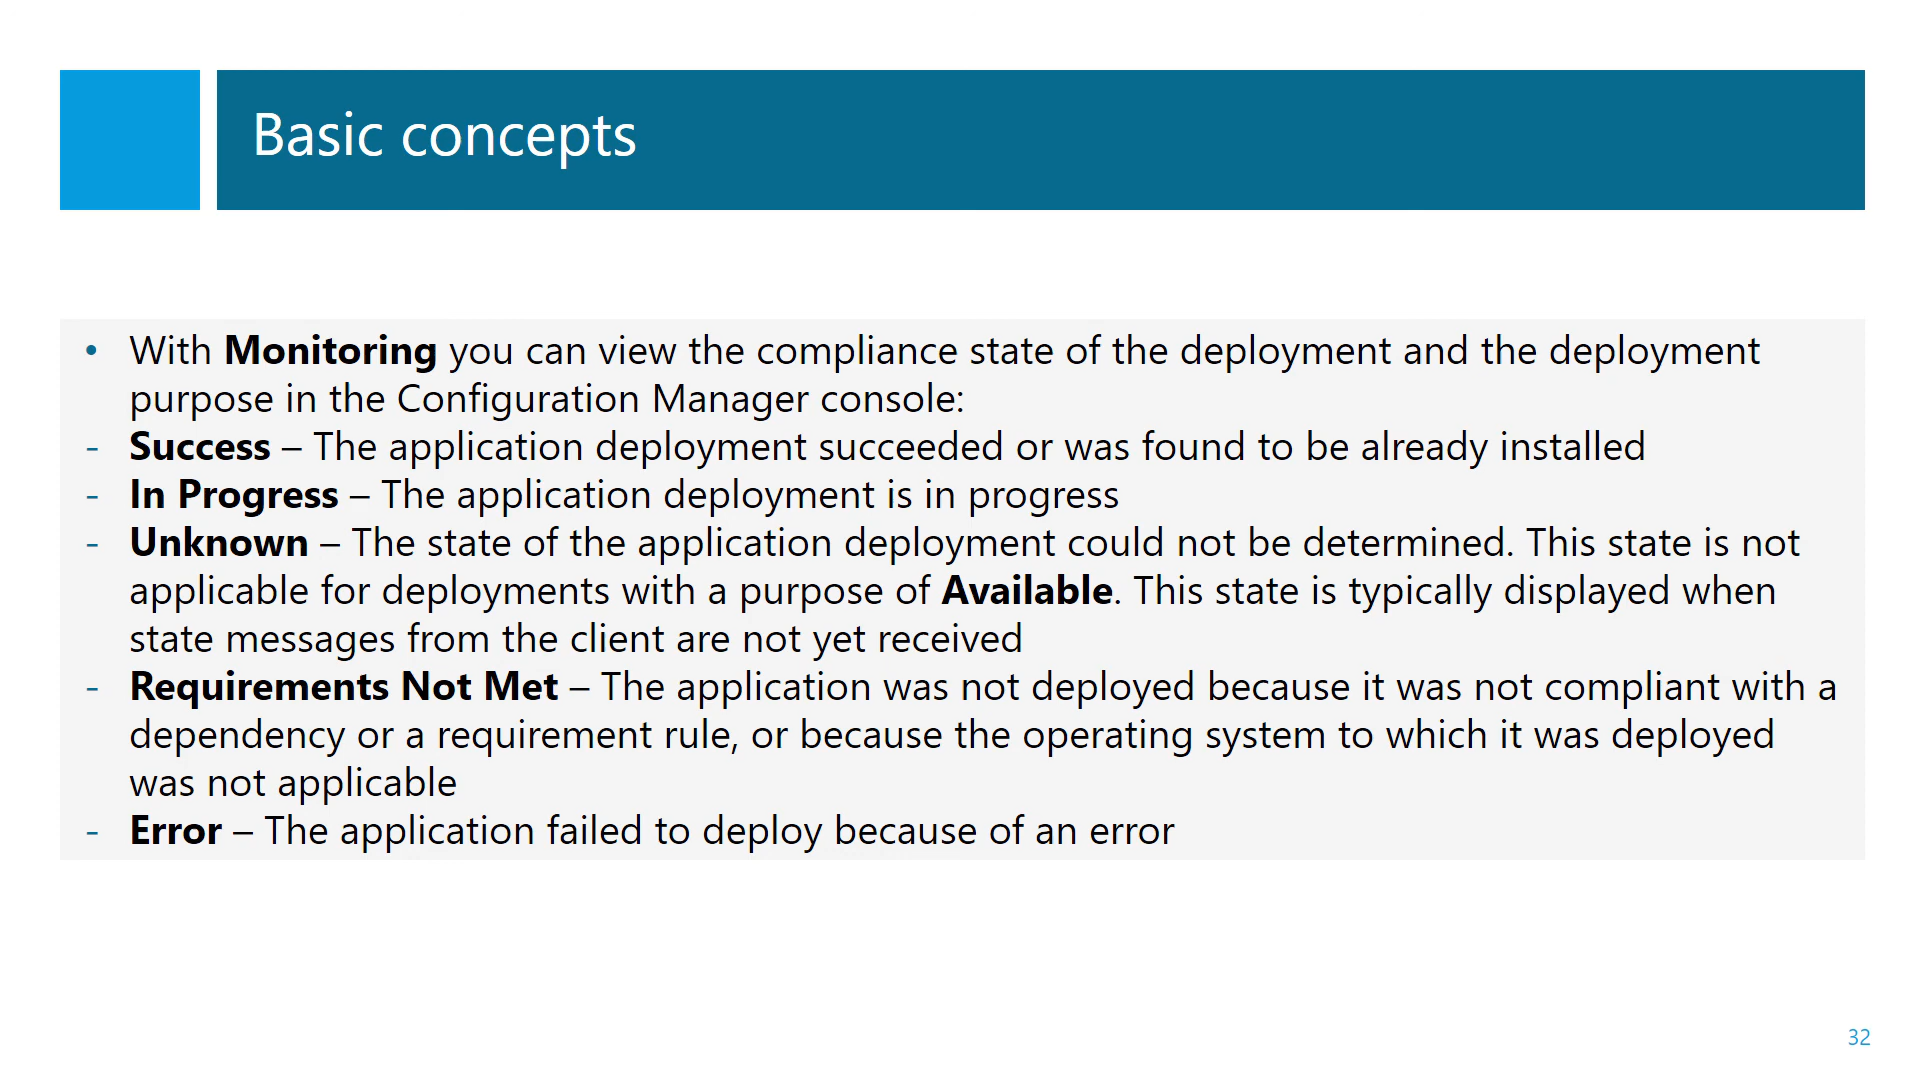 Basic concepts
• With Monitoring you can view the compliance state of the deployment and the deployment
purpose in the Configuration Manager console:
- Success – The application deployment succeeded or was found to be already installed
- In Progress – The application deployment is in progress
- Unknown – The state of the application deployment could not be determined. This state is not
applicable for deployments with a purpose of Available. This state is typically displayed when
state messages from the client are not yet received
- Requirements Not Met – The application was not deployed because it was not compliant with a
dependency or a requirement rule, or because the operating system to which it was deployed
was not applicable
- Error – The application failed to deploy because of an error
32